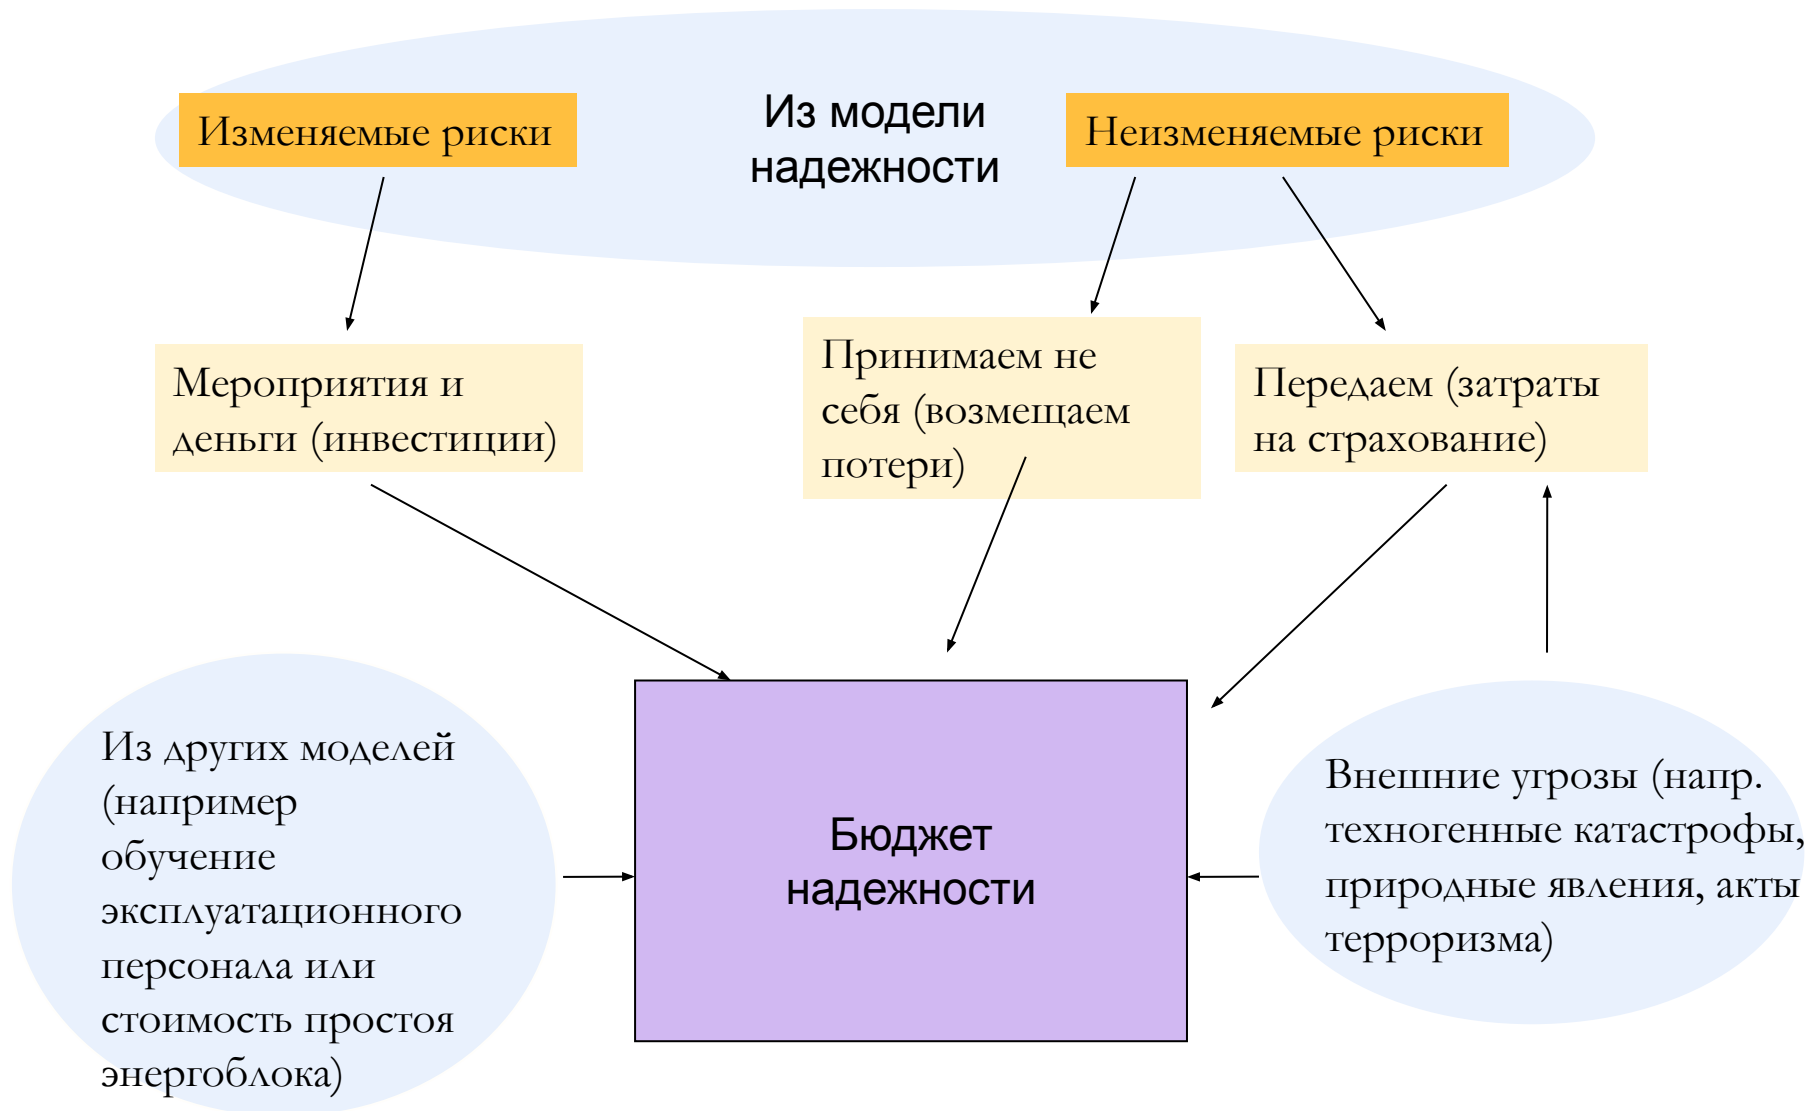 Изменяемые риски
Из модели
надежности
Неизменяемые риски
Мероприятия и
деньги (инвестиции)
Принимаем не
себя (возмещаем
потери)
Передаем (затраты
на страхование)
Из других моделей
(например
обучение
эксплуатационного
персонала или
стоимость простоя
энергоблока)
Бюджет
надежности
Внешние угрозы (напр.
техногенные катастрофы,
природные явления, акты
терроризма)